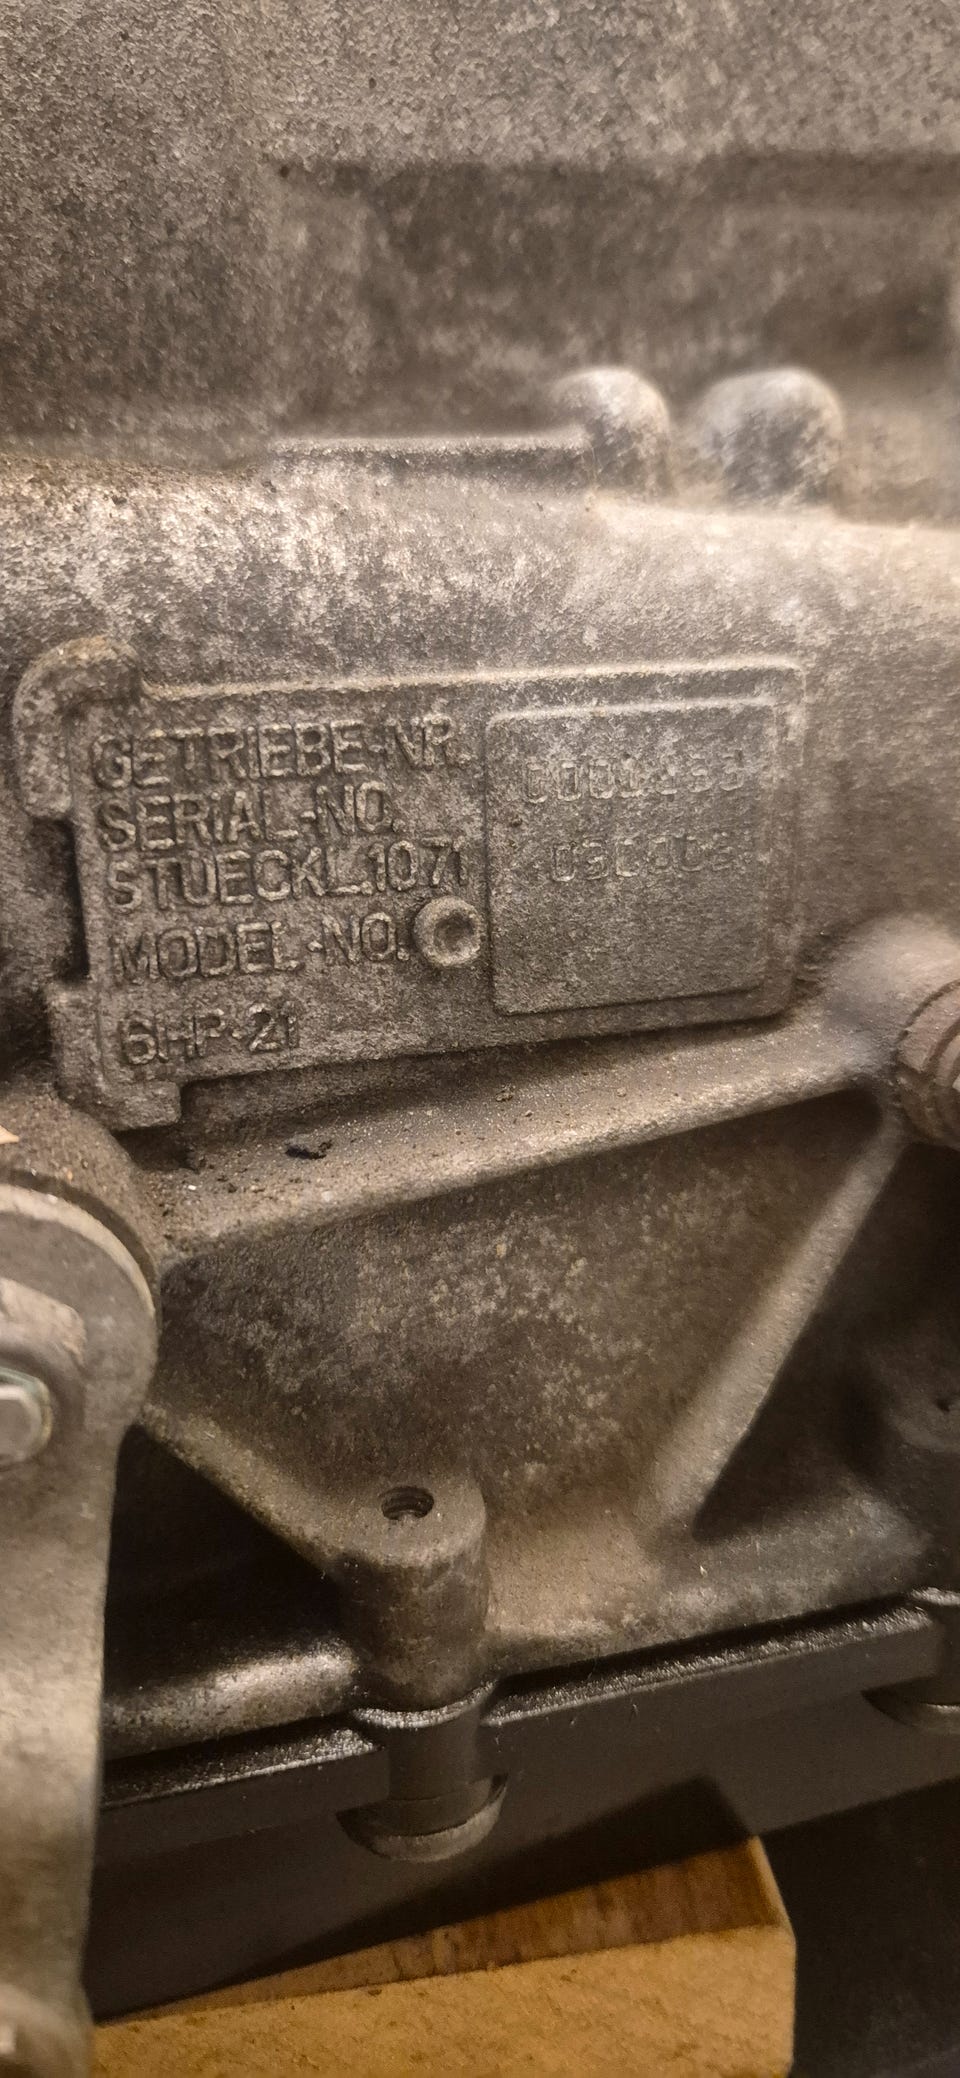 GETRIEBE-NR.
SERIAL-NO.
STUECKL.1071
MODEL-NO.
6HP-21